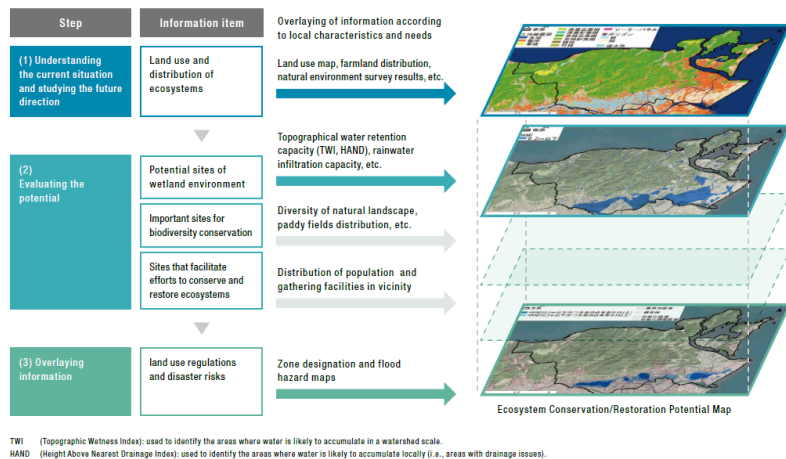 Step
Information item
Overlaying of information according
to local characteristics and needs
(1) Understanding
the current situation
and studying the future
direction
Land use and
distribution of
ecosystems
Land use map, farmland distribution,
natural environment survey results, etc.
(2)
Evaluating the
potential
Potential sites of
wetland environment
Topographical water retention
capacity (TWI, HAND), rainwater
infiltration capacity, etc.
Important sites for
biodiversity conservation
Diversity of natural landscape,
paddy fields distribution, etc.
Sites that facilitate
efforts to conserve and
restore ecosystems
Distribution of population and
gathering facilities in vicinity
(3) Overlaying
information
land use regulations
and disaster risks
Zone designation and flood
hazard maps
Ecosystem Conservation/Restoration Potential Map
TWI (Topographic Wetness Index): used to identify the areas where water is likely to accumulate in a watershed scale.
HAND (Height Above Nearest Drainage Index): used to identify the areas where water is likely to accumulate locally (i.e., areas with drainage issues).